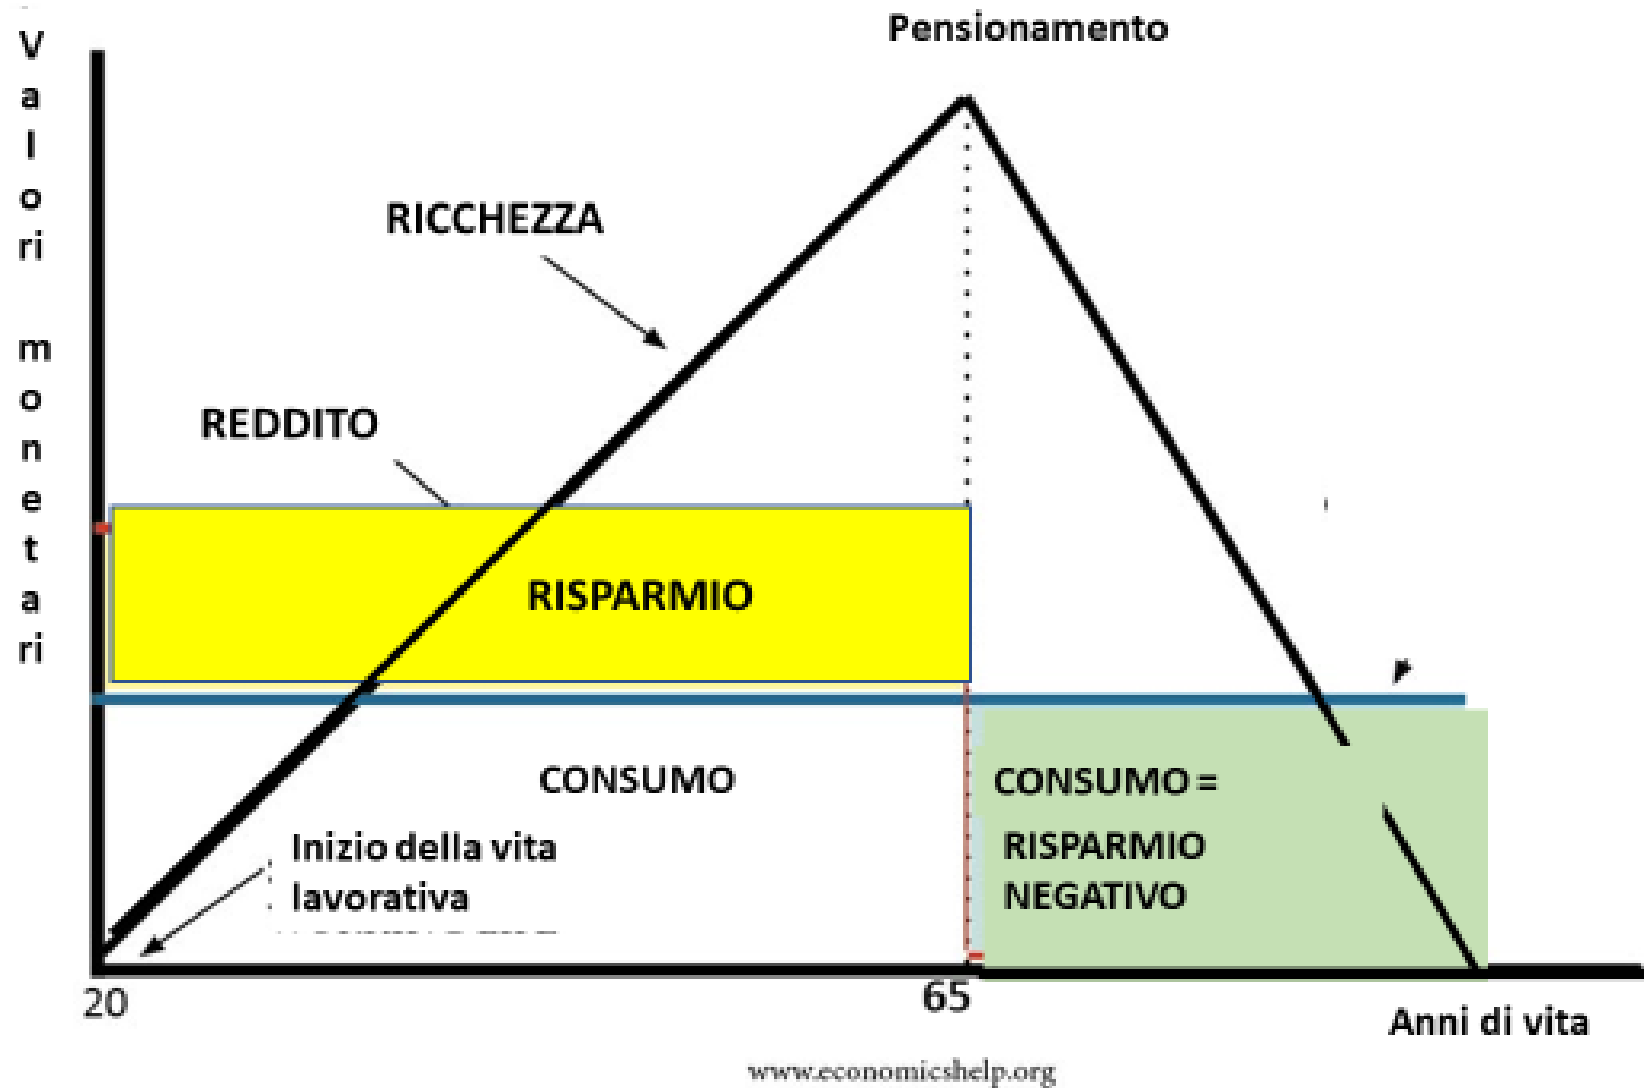 Pensionamento
Valori monetari
RICCHEZZA
REDDITO
RISPARMIO
CONSUMO
CONSUMO =
RISPARMIO
NEGATIVO
Inizio della vita
lavorativa
20
65
Anni di vita
www.economicshelp.org